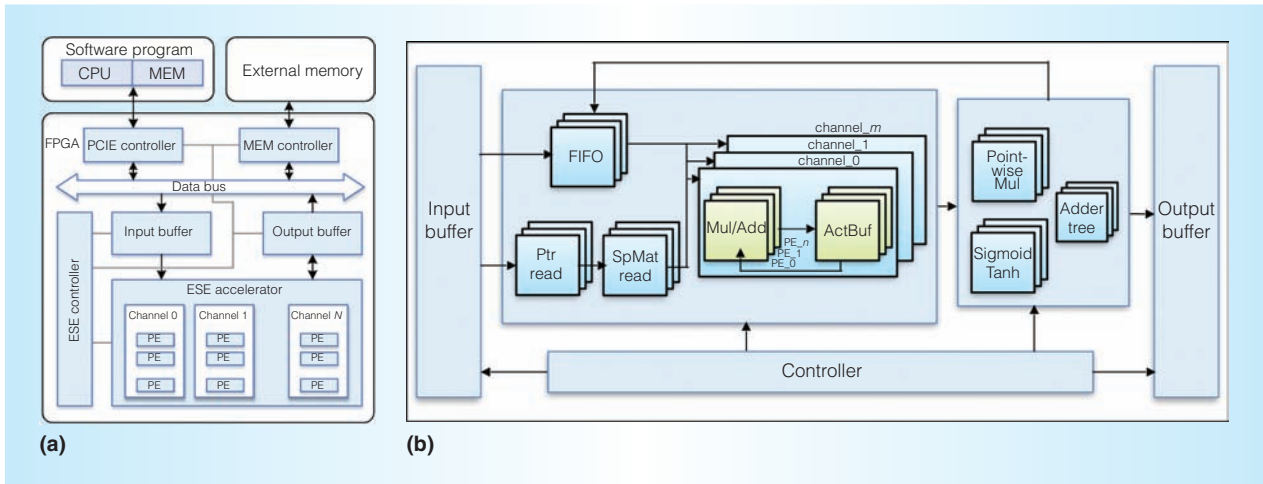 Software program
CPU MEM
External memory
FPGA
PCIE controller
MEM controller
Data bus
Input buffer
Output buffer
ESE controller
ESE accelerator
Channel 0
Channel 1
Channel N
PE PE PE
PE PE PE
PE PE PE
(a)
Input
buffer
FIFO
Ptr
read
SpMat
read
channel_m
channel_1
channel_0
Mul/Add
ActBuf
PE_n
PE_1
PE_0
Point-
wise
Mul
Adder
tree
Sigmoid
Tanh
Output
buffer
Controller
(b)